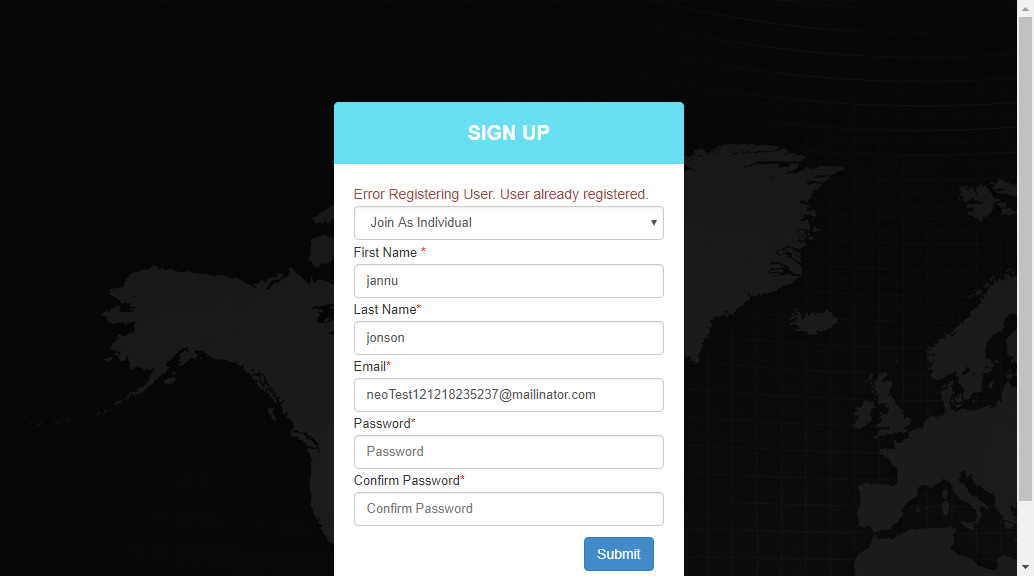 SIGN UP
Error Registering User. User already registered.
Join As Individual
First Name *
jannu
Last Name*
jonson
Email*
neoTest121218235237@mailinator.com
Password*
Password
Confirm Password*
Confirm Password
Submit